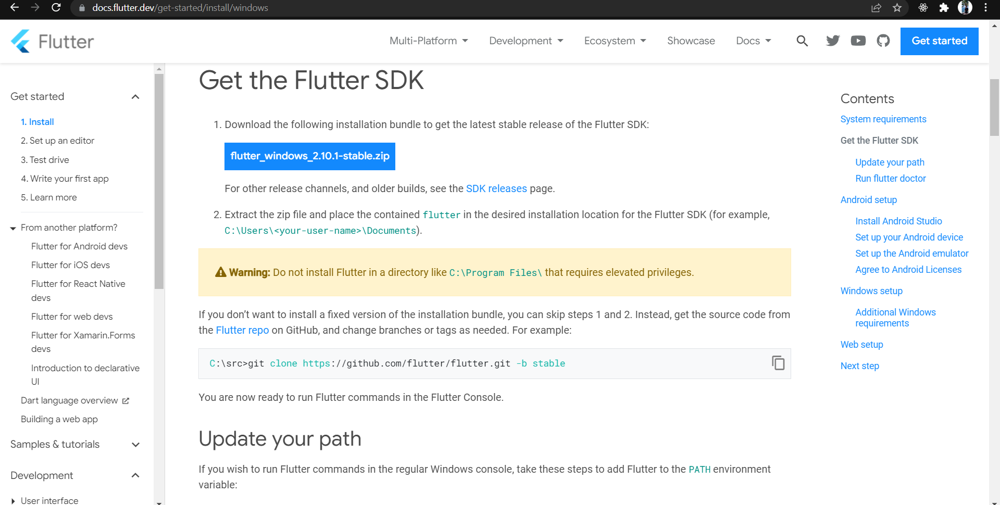 docs.flutter.dev/get-started/install/windows
Flutter
Multi-Platform
Development
Ecosystem
Showcase
Docs
Get started
Get started
1. Install
2. Set up an editor
3. Test drive
4. Write your first app
5. Learn more
From another platform?
Flutter for Android devs
Flutter for iOS devs
Flutter for React Native
devs
Flutter for web devs
Flutter for Xamarin.Forms
devs
Introduction to declarative
UI
Dart language overview
Building a web app
Samples & tutorials
Development
User interface
Get the Flutter SDK
1. Download the following installation bundle to get the latest stable release of the Flutter SDK:
flutter_windows_2.10.1-stable.zip
For other release channels, and older builds, see the SDK releases page.
2. Extract the zip file and place the contained flutter in the desired installation location for the Flutter SDK (for example,
C:\Users\<your-user-name>\Documents).
Warning: Do not install Flutter in a directory like C:\Program Files\ that requires elevated privileges.
If you don’t want to install a fixed version of the installation bundle, you can skip steps 1 and 2. Instead, get the source code from
the Flutter repo on GitHub, and change branches or tags as needed. For example:
C:\src>git clone https://github.com/flutter/flutter.git -b stable
You are now ready to run Flutter commands in the Flutter Console.
Update your path
If you wish to run Flutter commands in the regular Windows console, take these steps to add Flutter to the PATH environment
variable:
Contents
System requirements
Get the Flutter SDK
Update your path
Run flutter doctor
Android setup
Install Android Studio
Set up your Android device
Set up the Android emulator
Agree to Android Licenses
Windows setup
Additional Windows
requirements
Web setup
Next step